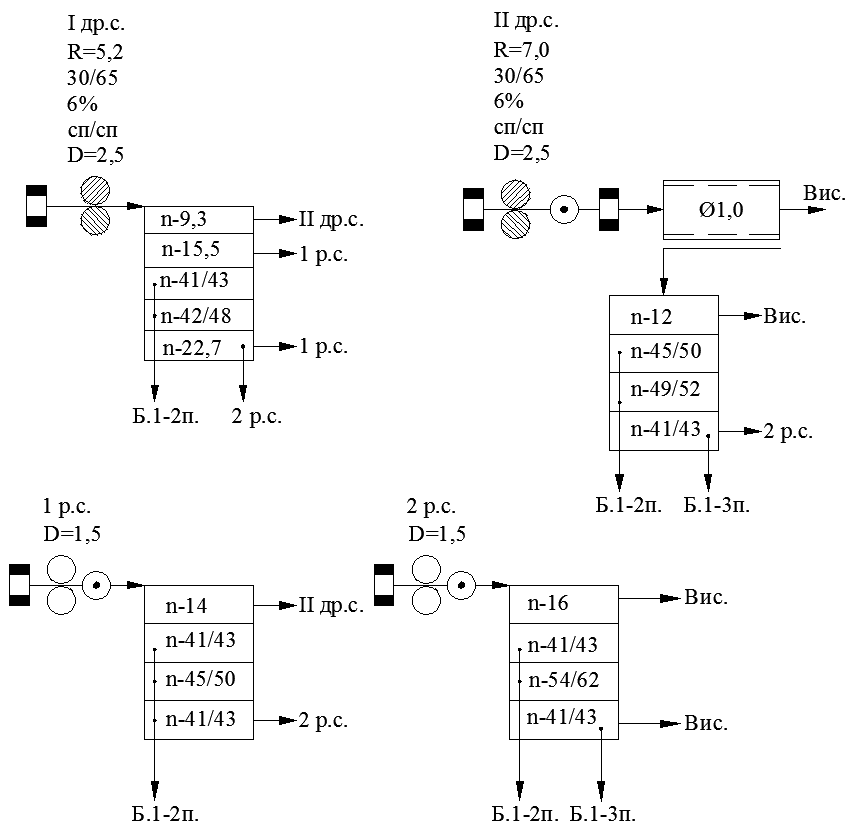 I др.с.
R=5,2
30/65
6%
сп/сп
D=2,5
n-9,3
II др.с.
n-15,5
1 р.с.
n-41/43
n-42/48
n-22,7
1 р.с.
Б.1-2п.
2 р.с.
II др.с.
R=7,0
30/65
6%
сп/сп
D=2,5
Ø1,0
Вис.
n-12
Вис.
n-45/50
n-49/52
n-41/43
2 р.с.
Б.1-2п.
Б.1-3п.
1 р.с.
D=1,5
n-14
II др.с.
n-41/43
n-45/50
n-41/43
2 р.с.
Б.1-2п.
2 р.с.
D=1,5
n-16
Вис.
n-41/43
n-54/62
n-41/43
Вис.
Б.1-2п.
Б.1-3п.